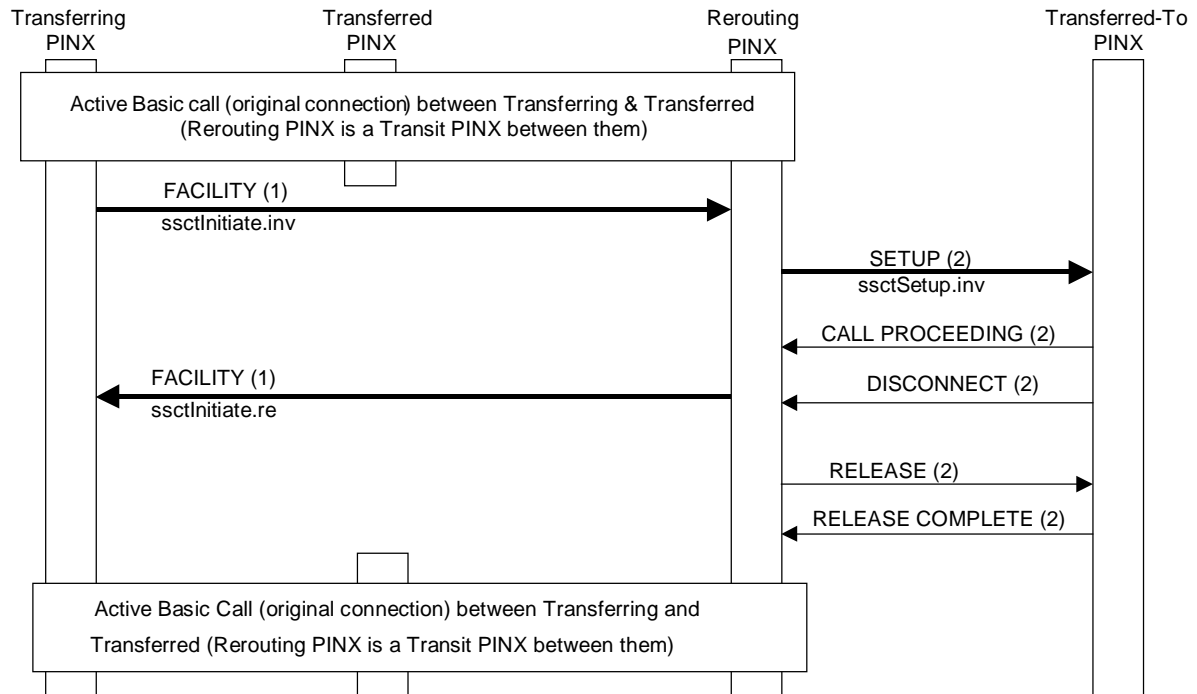 Transferring
PINX
Transferred
PINX
Rerouting
PINX
Transferred-To
PINX
Active Basic call (original connection) between Transferring & Transferred
(Rerouting PINX is a Transit PINX between them)
FACILITY (1)
ssctInitiate.inv
SETUP (2)
ssctSetup.inv
CALL PROCEEDING (2)
FACILITY (1)
ssctInitiate.re
DISCONNECT (2)
RELEASE (2)
RELEASE COMPLETE (2)
Active Basic Call (original connection) between Transferring and
Transferred (Rerouting PINX is a Transit PINX between them)